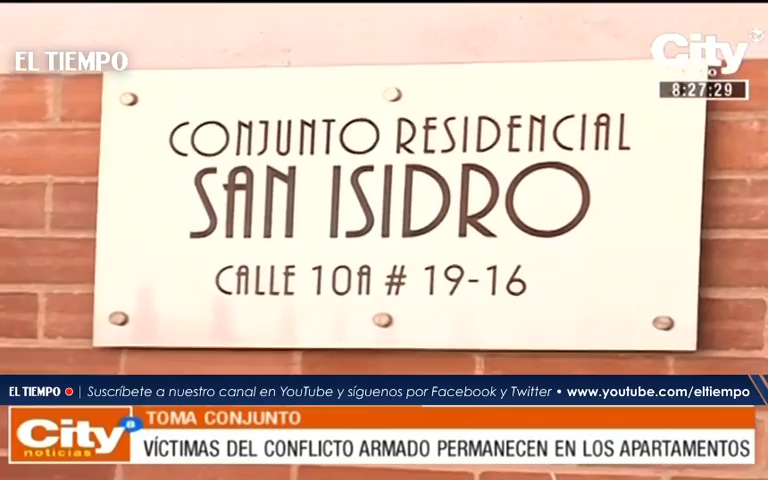 EL TIEMPO
City
8:27:29
CONJUNTO RESIDENCIAL
SAN ISIDRO
CALLE 10A # 19-16
EL TIEMPO | Suscríbete a nuestro canal en YouTube y síguenos por Facebook y Twitter • www.youtube.com/eltiempo
City
noticias
TOMA CONJUNTO
VÍCTIMAS DEL CONFLICTO ARMADO PERMANECEN EN LOS APARTAMENTOS